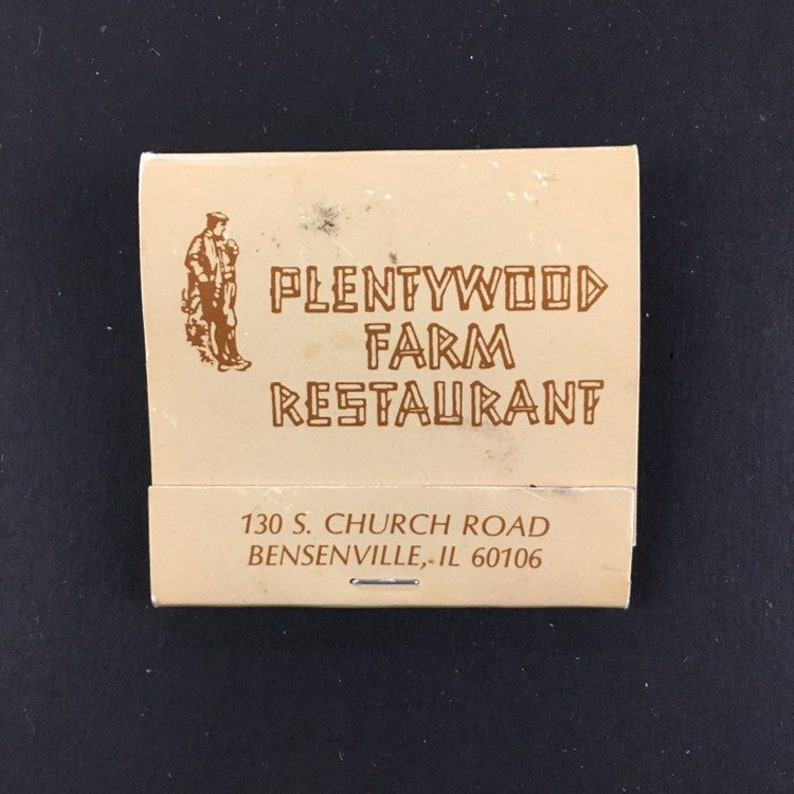 PLENTYWOOD
FARM
RESTAURANT
130 S. CHURCH ROAD
BENSENVILLE, IL 60106